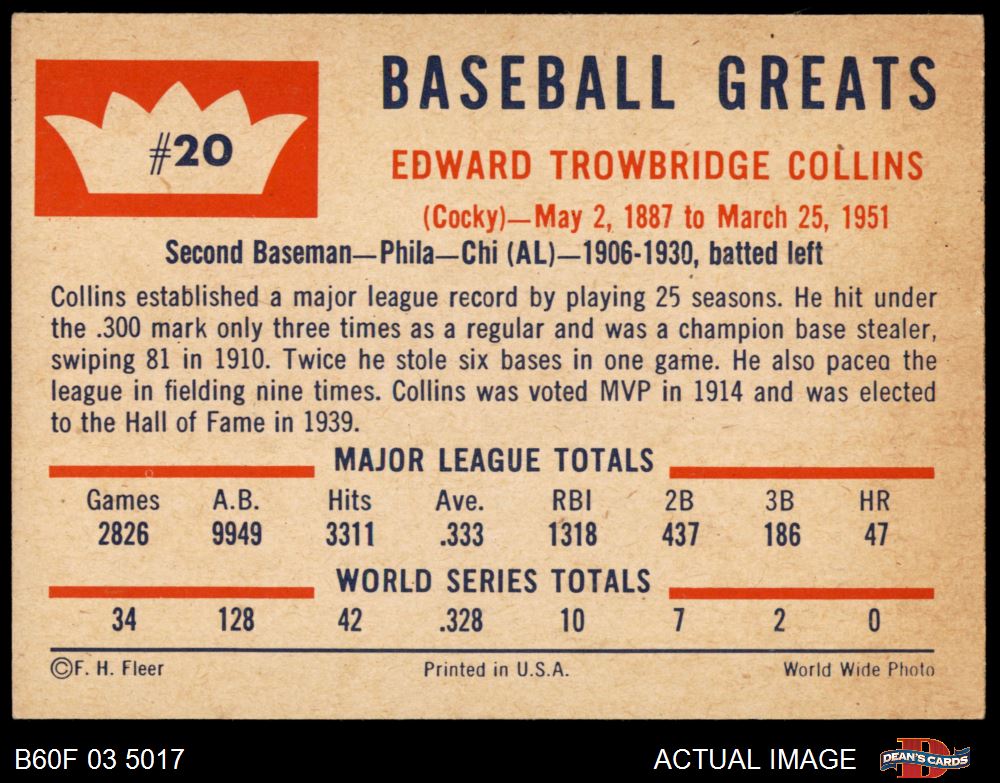 #20
BASEBALL GREATS
EDWARD TROWBRIDGE COLLINS
(Cocky)—May 2, 1887 to March 25, 1951
Second Baseman—Phila—Chi (AL)—1906-1930, batted left
Collins established a major league record by playing 25 seasons. He hit under
the .300 mark only three times as a regular and was a champion base stealer,
swiping 81 in 1910. Twice he stole six bases in one game. He also paced the
league in fielding nine times. Collins was voted MVP in 1914 and was elected
to the Hall of Fame in 1939.
MAJOR LEAGUE TOTALS
Games A.B. Hits Ave. RBI 2B 3B HR
2826 9949 3311 .333 1318 437 186 47
WORLD SERIES TOTALS
34 128 42 .328 10 7 2 0
©F. H. Fleer Printed in U.S.A. World Wide Photo
B60F 03 5017 ACTUAL IMAGE DEAN'S CARDS